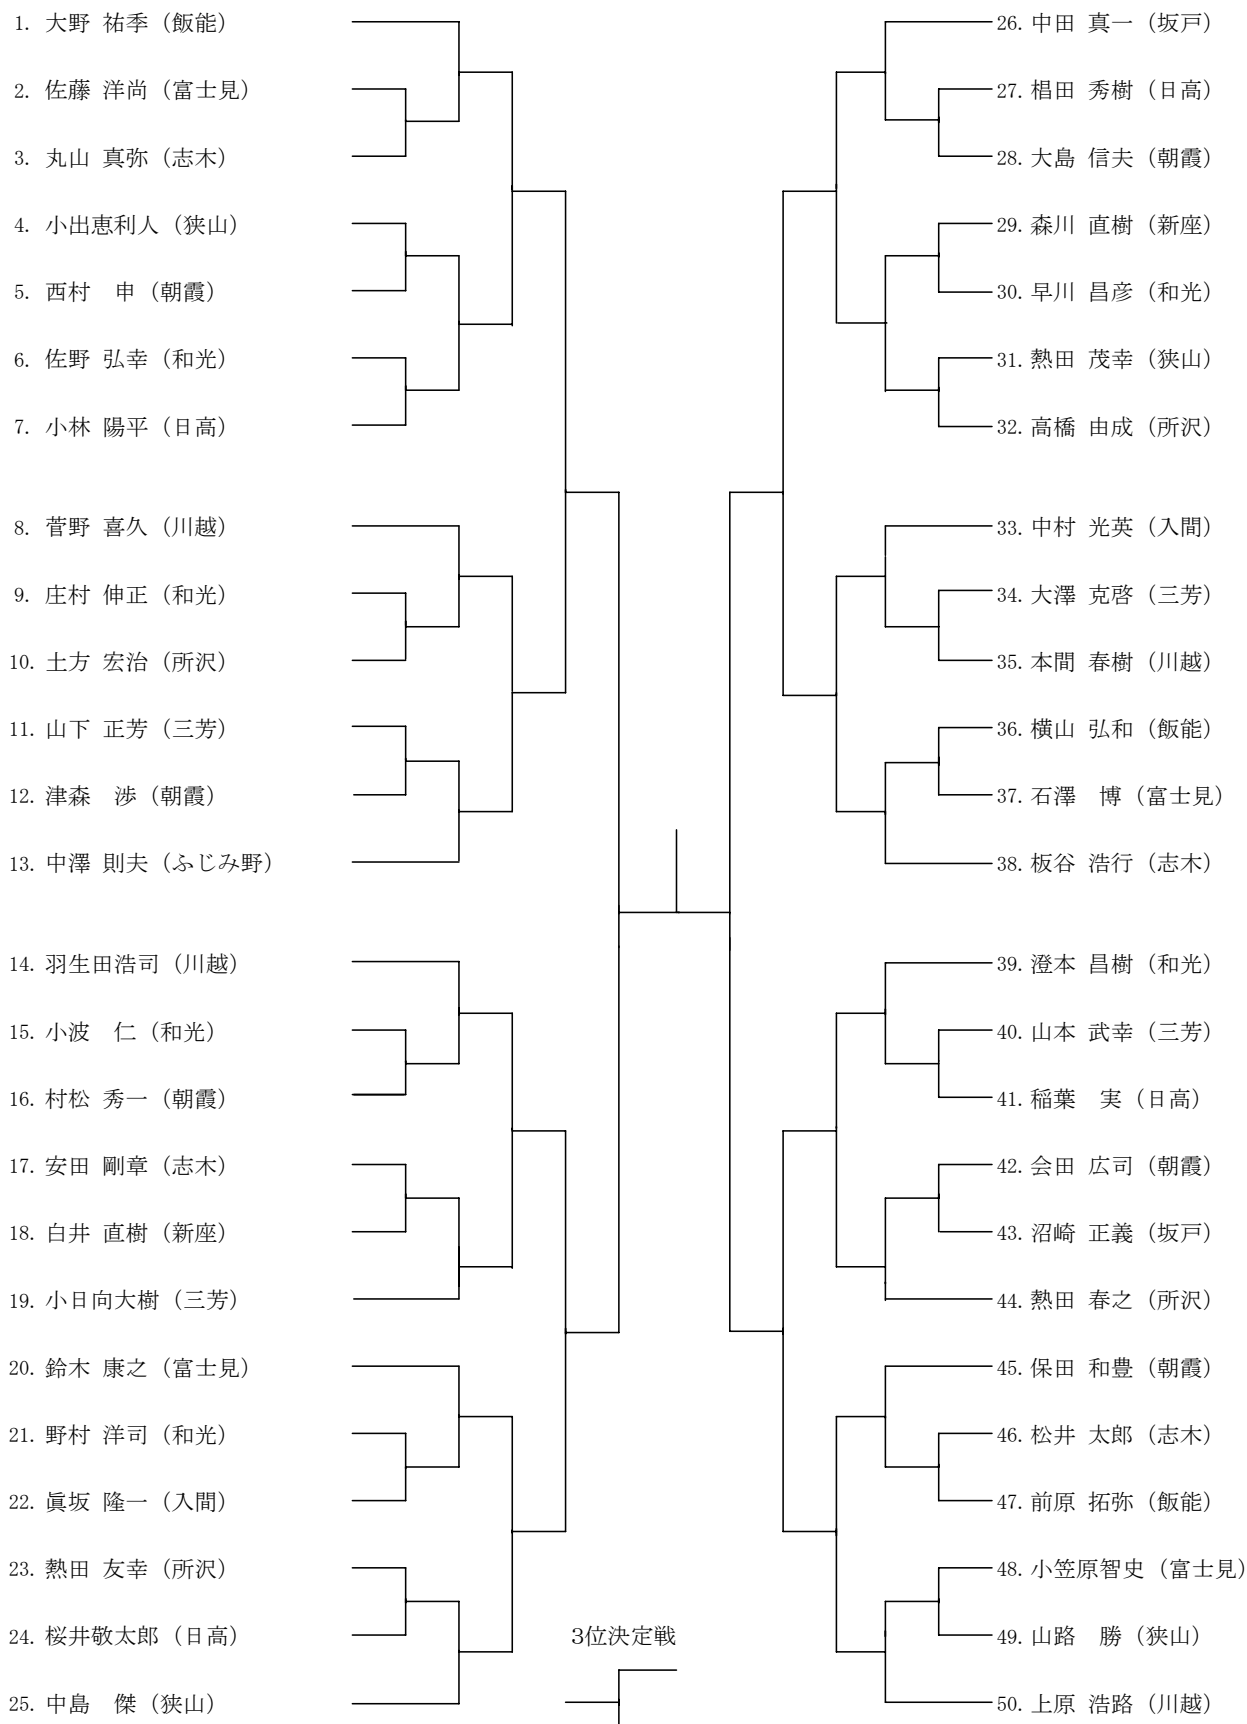 1. 大野 祐季（飯能）
2. 佐藤 洋尚（富士見）
3. 丸山 真弥（志木）
4. 小出恵利人（狭山）
5. 西村　申（朝霞）
6. 佐野 弘幸（和光）
7. 小林 陽平（日高）
8. 菅野 喜久（川越）
9. 庄村 伸正（和光）
10. 土方 宏治（所沢）
11. 山下 正芳（三芳）
12. 津森　渉（朝霞）
13. 中澤 則夫（ふじみ野）
14. 羽生田浩司（川越）
15. 小波　仁（和光）
16. 村松 秀一（朝霞）
17. 安田 剛章（志木）
18. 白井 直樹（新座）
19. 小日向大樹（三芳）
20. 鈴木 康之（富士見）
21. 野村 洋司（和光）
22. 眞坂 隆一（入間）
23. 熱田 友幸（所沢）
24. 桜井敬太郎（日高）
25. 中島　傑（狭山）
3位決定戦
26. 中田 真一（坂戸）
27. 椙田 秀樹（日高）
28. 大島 信夫（朝霞）
29. 森川 直樹（新座）
30. 早川 昌彦（和光）
31. 熱田 茂幸（狭山）
32. 高橋 由成（所沢）
33. 中村 光英（入間）
34. 大澤 克啓（三芳）
35. 本間 春樹（川越）
36. 横山 弘和（飯能）
37. 石澤　博（富士見）
38. 板谷 浩行（志木）
39. 澄本 昌樹（和光）
40. 山本 武幸（三芳）
41. 稲葉　実（日高）
42. 会田 広司（朝霞）
43. 沼崎 正義（坂戸）
44. 熱田 春之（所沢）
45. 保田 和豊（朝霞）
46. 松井 太郎（志木）
47. 前原 拓弥（飯能）
48. 小笠原智史（富士見）
49. 山路　勝（狭山）
50. 上原 浩路（川越）